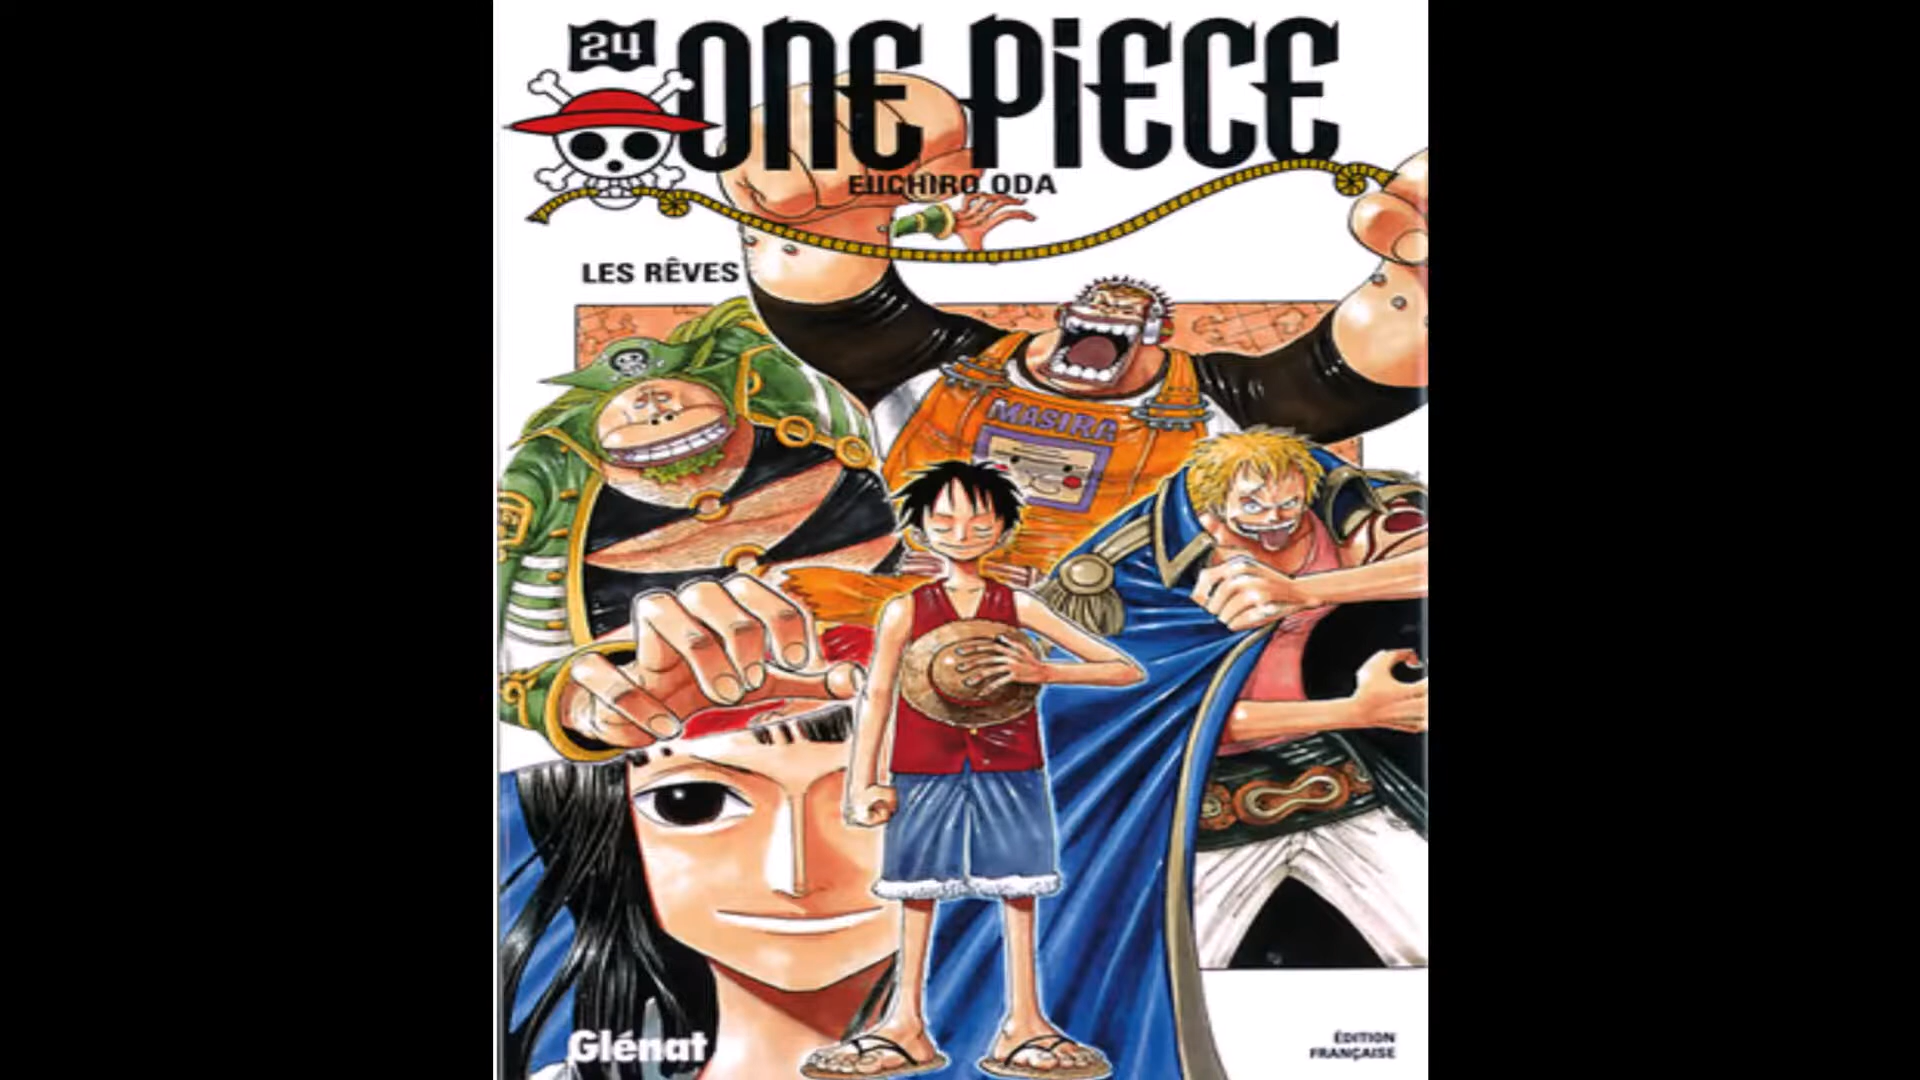 24
ONE PiECE
EIICHIRO ODA
LES RÊVES
MASIRA
Glénat
ÉDITION
FRANÇAISE